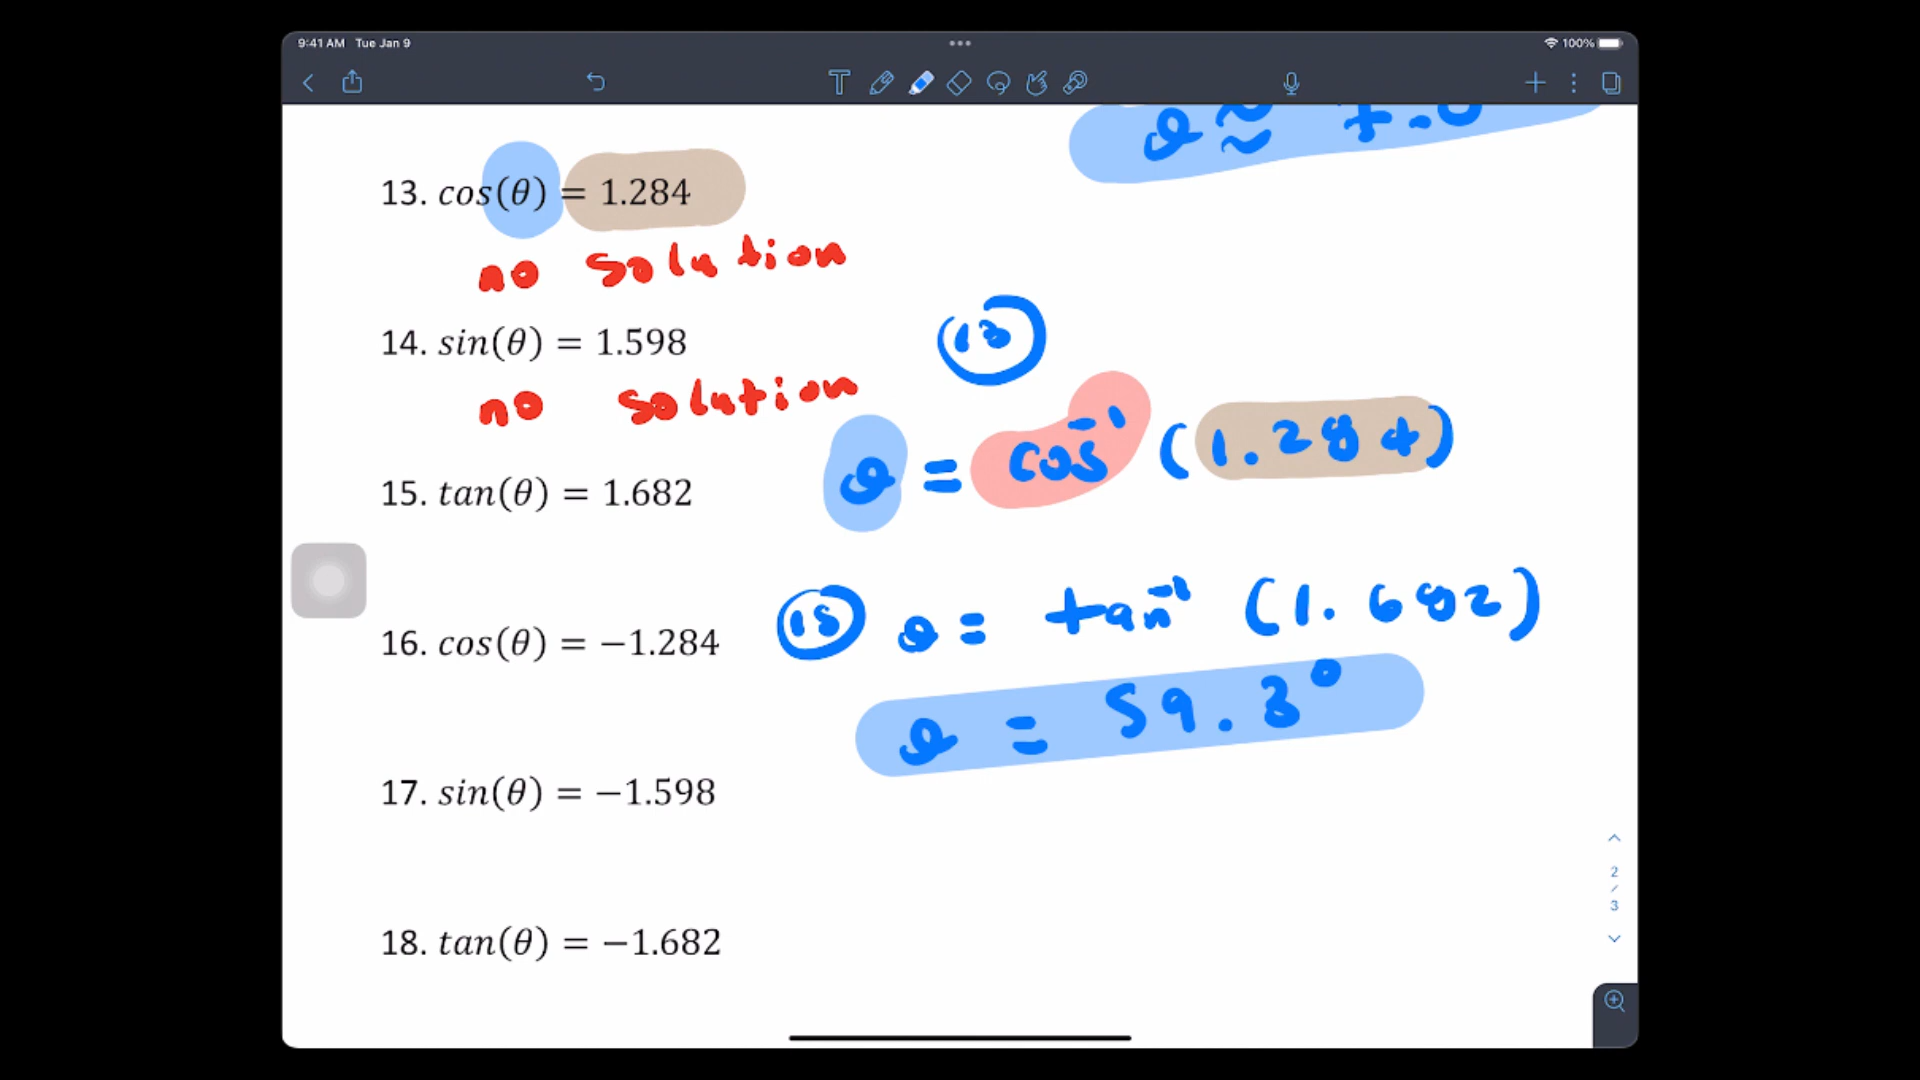 9:41 AM Tue Jan 9
100%
13. cos(θ) = 1.284
no solution
14. sin(θ) = 1.598
no solution
15. tan(θ) = 1.682
16. cos(θ) = −1.284
17. sin(θ) = −1.598
18. tan(θ) = −1.682
θ ≈
13
θ = cos⁻¹ (1.284)
15 θ = tan⁻¹ (1.682)
θ = 59.3°
2
/
3